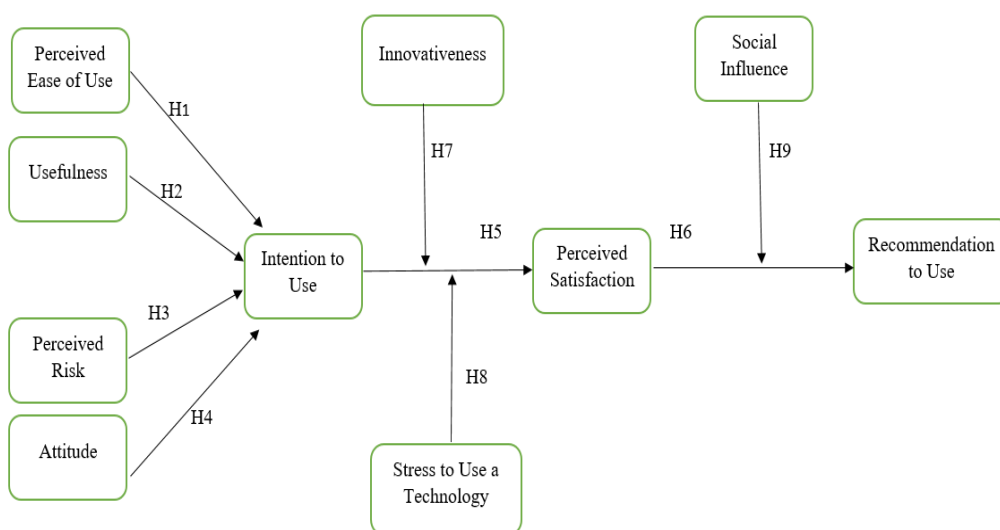 Perceived
Ease of Use
H1
Usefulness
H2
Perceived
Risk
H3
Attitude
H4
Intention to
Use
Innovativeness
H7
H5
Stress to Use a
Technology
H8
Perceived
Satisfaction
H6
Social
Influence
H9
Recommendation
to Use